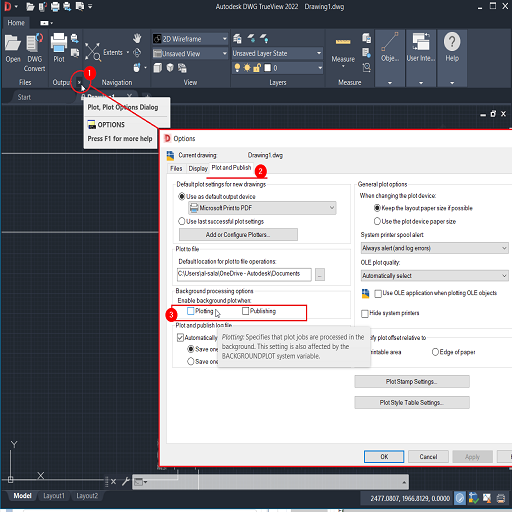 D
Autodesk DWG TrueView 2022 Drawing1.dwg
Home
Open
DWG
Convert
Plot
Extents
2D Wireframe
Unsaved View
Unsaved Layer State
0
Measure
Obje...
User Inte...
Help
Files
Output
Navigation
View
Layers
Measure
1
Start
Drawing1
Plot, Plot Options Dialog
OPTIONS
Press F1 for more help
D Options
Current drawing: Drawing1.dwg
Files
Display
Plot and Publish
2
Default plot settings for new drawings
Use as default output device
Microsoft Print to PDF
Use last successful plot settings
Add or Configure Plotters...
Plot to file
Default location for plot to file operations:
C:\Users\al-sala\OneDrive - Autodesk\Documents
...
Background processing options
Enable background plot when:
3
Plotting
Publishing
Plot and publish log file
Automatically
Save one
Save one
Plotting: Specifies that plot jobs are processed in the
background. This setting is also affected by the
BACKGROUNDPLOT system variable.
General plot options
When changing the plot device:
Keep the layout paper size if possible
Use the plot device paper size
System printer spool alert:
Always alert (and log errors)
OLE plot quality:
Automatically select
Use OLE application when plotting OLE objects
Hide system printers
plot offset relative to
area
Edge of paper
Plot Stamp Settings...
Plot Style Table Settings...
OK
Cancel
Apply
Y
X
Model
Layout1
Layout2
2477.0807, 1966.8129, 0.0000